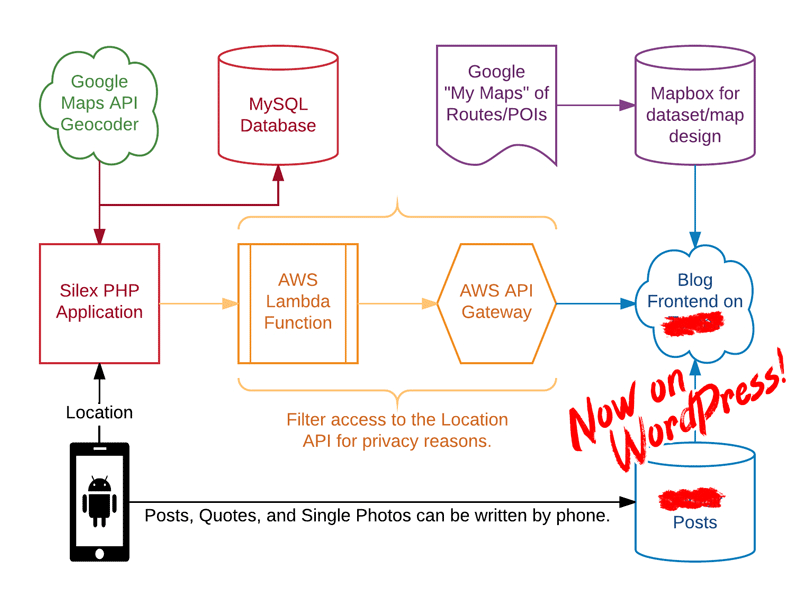 Google
Maps API
Geocoder
MySQL
Database
Google
"My Maps" of
Routes/POIs
Mapbox for
dataset/map
design
Silex PHP
Application
AWS
Lambda
Function
AWS API
Gateway
Blog
Frontend on
Now on
WordPress!
Location
Filter access to the Location
API for privacy reasons.
Posts, Quotes, and Single Photos can be written by phone.
Posts